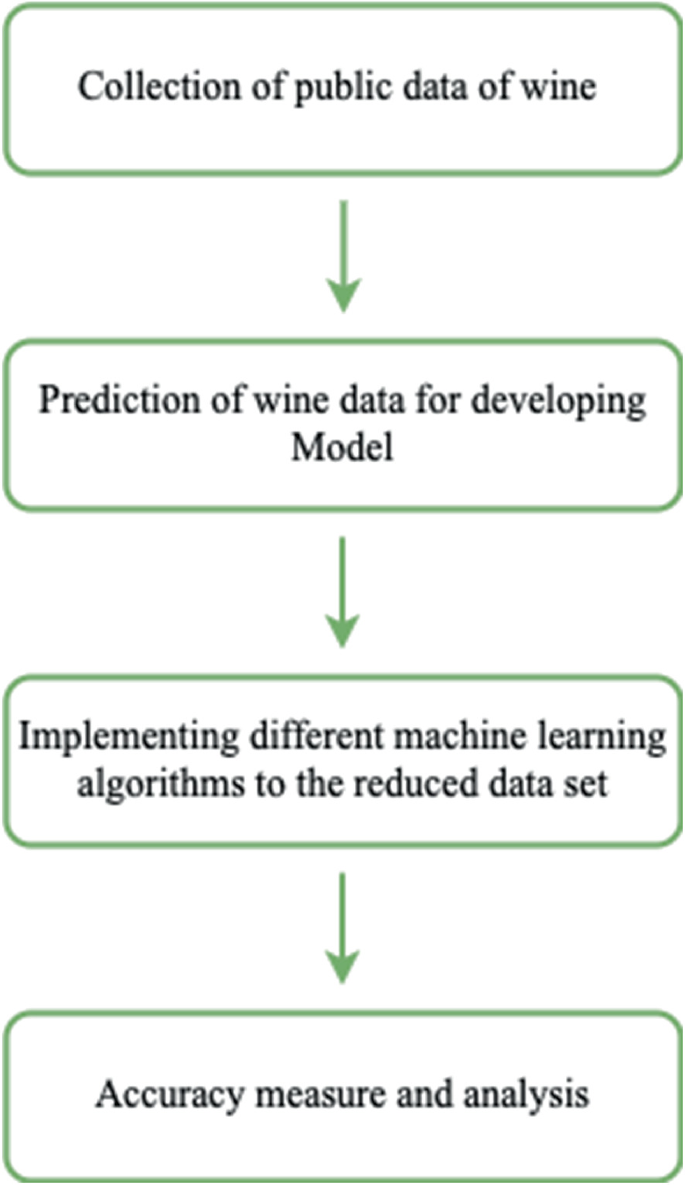 Collection of public data of wine
Prediction of wine data for developing
Model
Implementing different machine learning
algorithms to the reduced data set
Accuracy measure and analysis